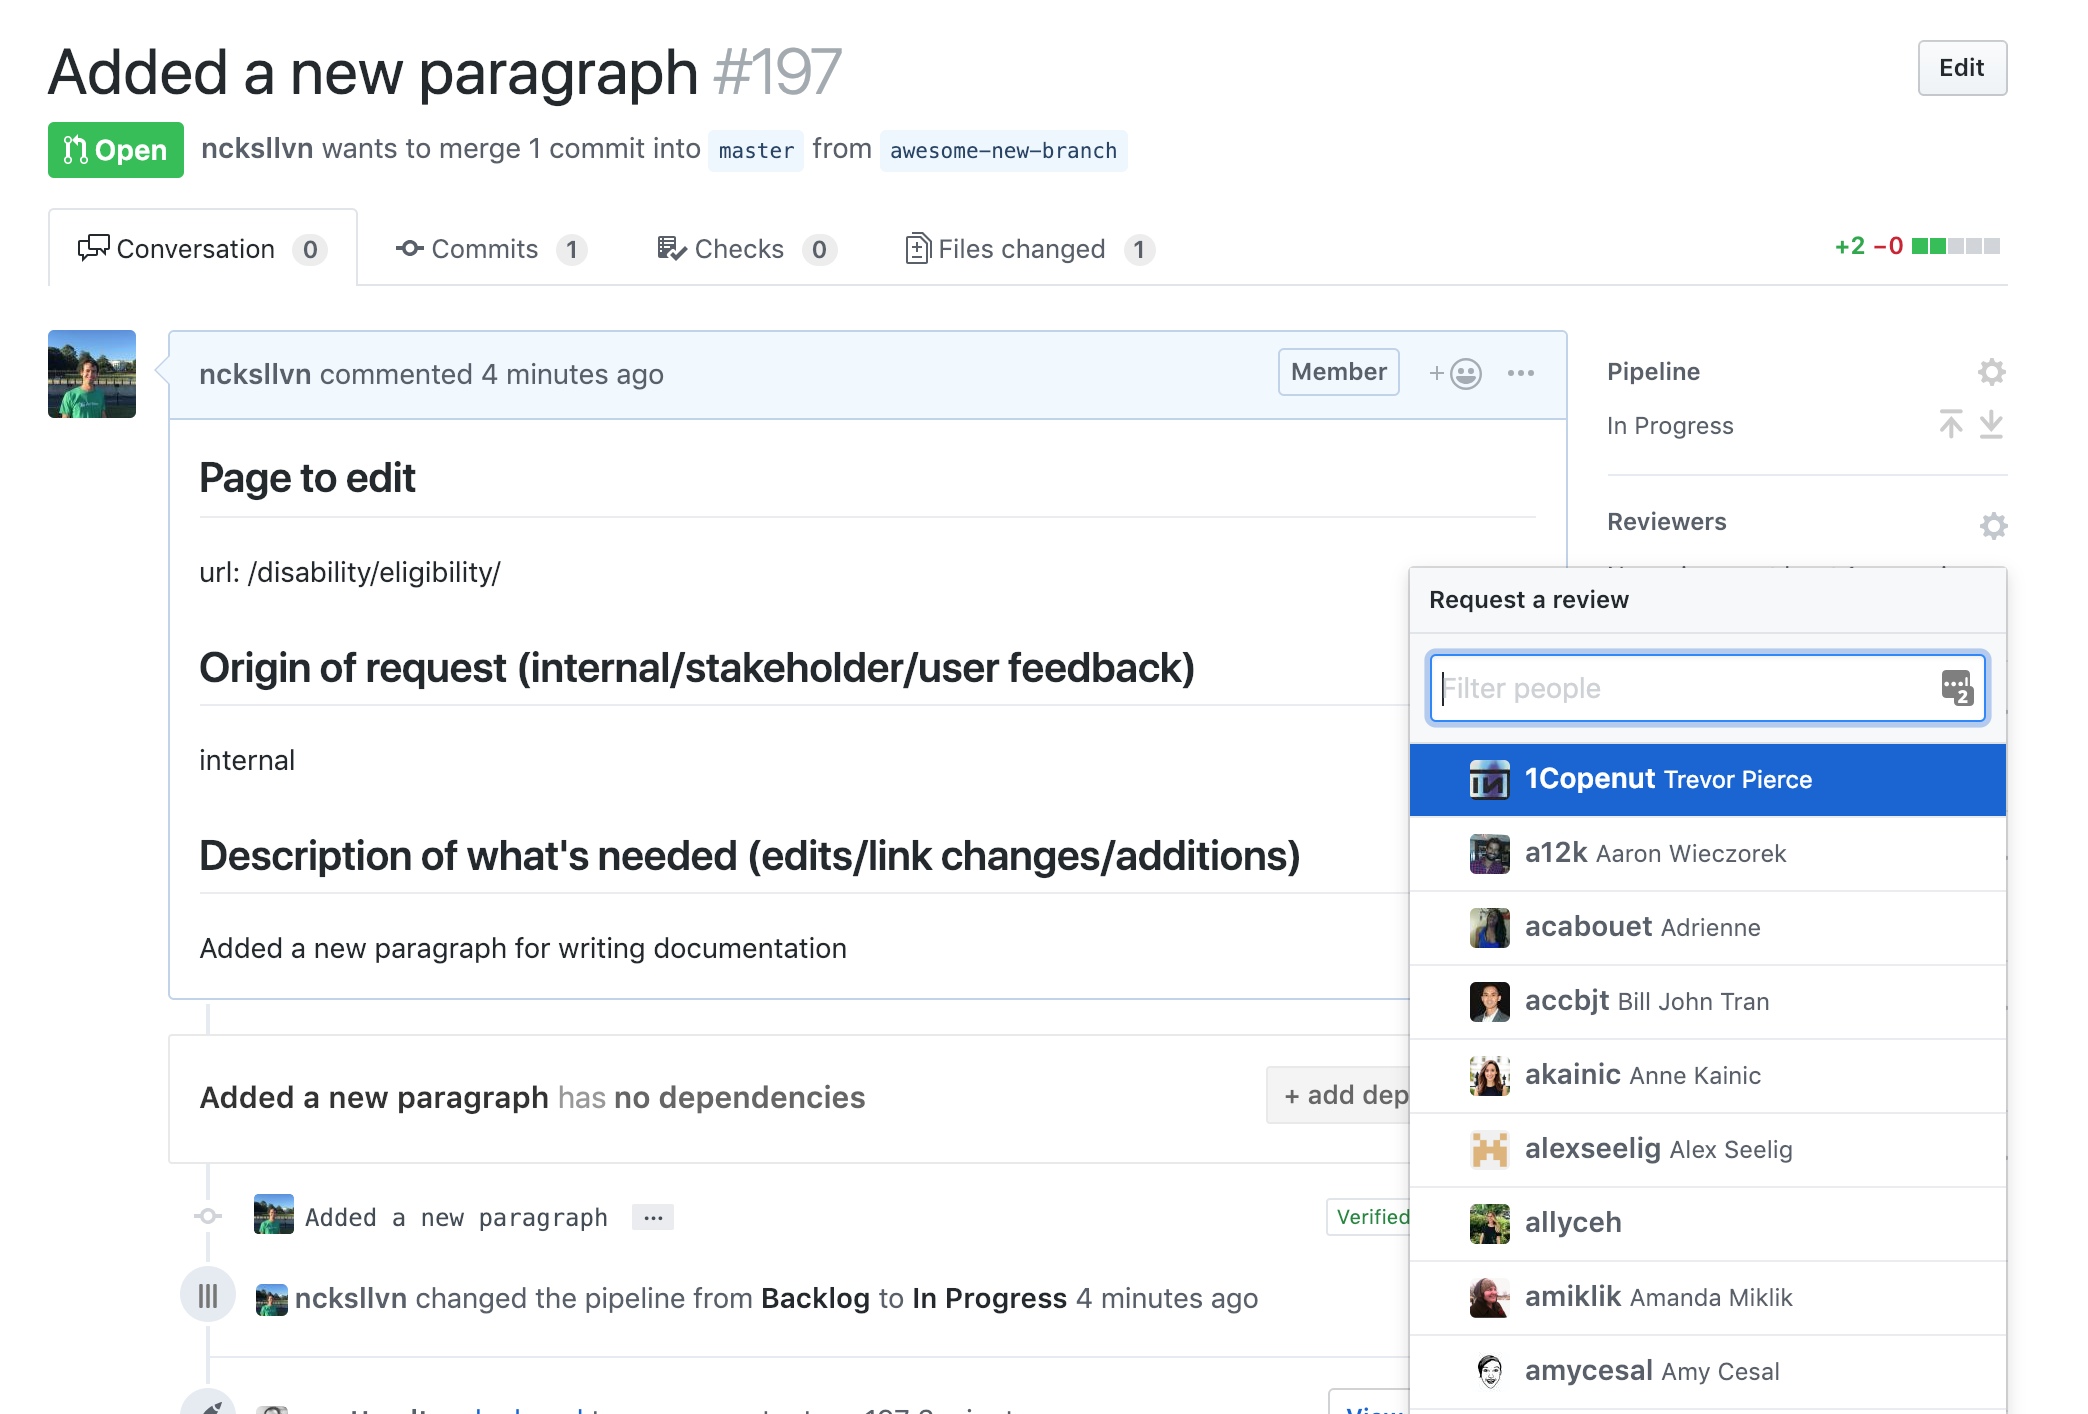 Added a new paragraph #197
Edit
Open
ncksllvn wants to merge 1 commit into master from awesome-new-branch
Conversation 0
Commits 1
Checks 0
Files changed 1
+2 −0
ncksllvn commented 4 minutes ago
Member
Page to edit
url: /disability/eligibility/
Origin of request (internal/stakeholder/user feedback)
internal
Description of what's needed (edits/link changes/additions)
Added a new paragraph for writing documentation
Added a new paragraph has no dependencies
+ add dep
Added a new paragraph ...
Verified
ncksllvn changed the pipeline from Backlog to In Progress 4 minutes ago
View
Pipeline
In Progress
Reviewers
Request a review
Filter people
2
1Copenut Trevor Pierce
a12k Aaron Wieczorek
acabouet Adrienne
accbjt Bill John Tran
akainic Anne Kainic
alexseelig Alex Seelig
allyceh
amiklik Amanda Miklik
amycesal Amy Cesal